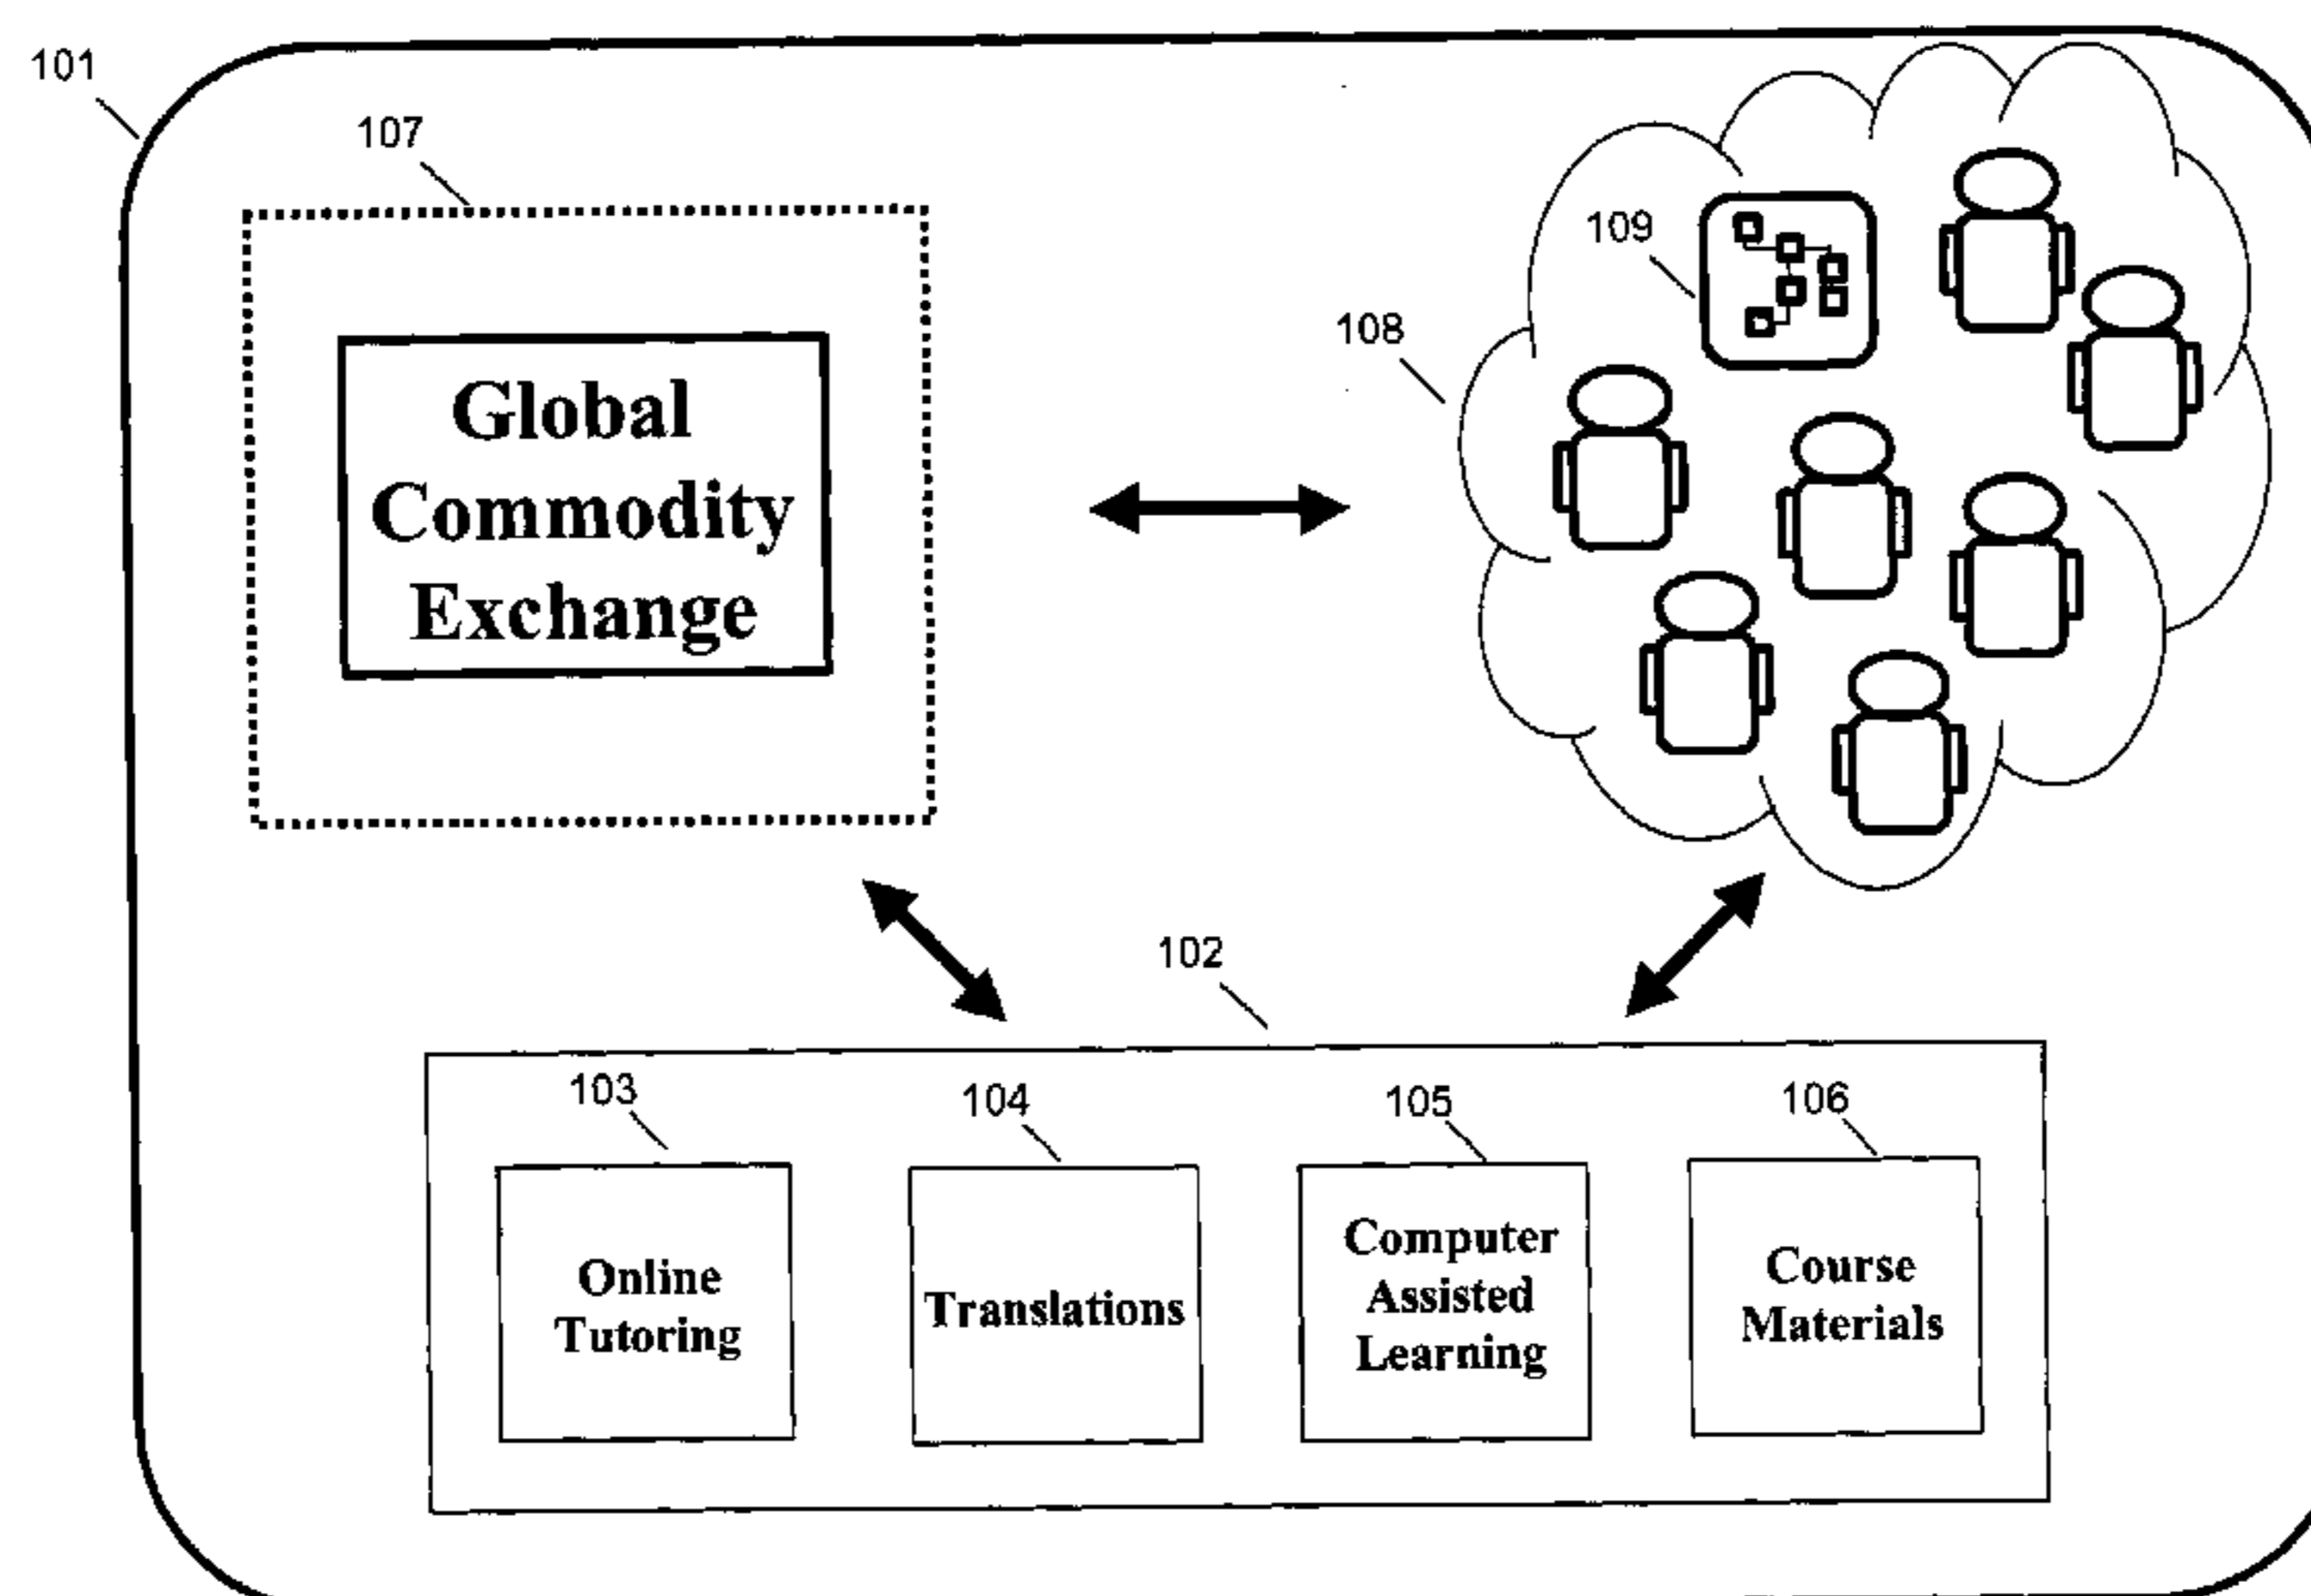 101
107
109
108
Global
Commodity
Exchange
102
103
104
105
106
Online
Tutoring
Translations
Computer
Assisted
Learning
Course
Materials